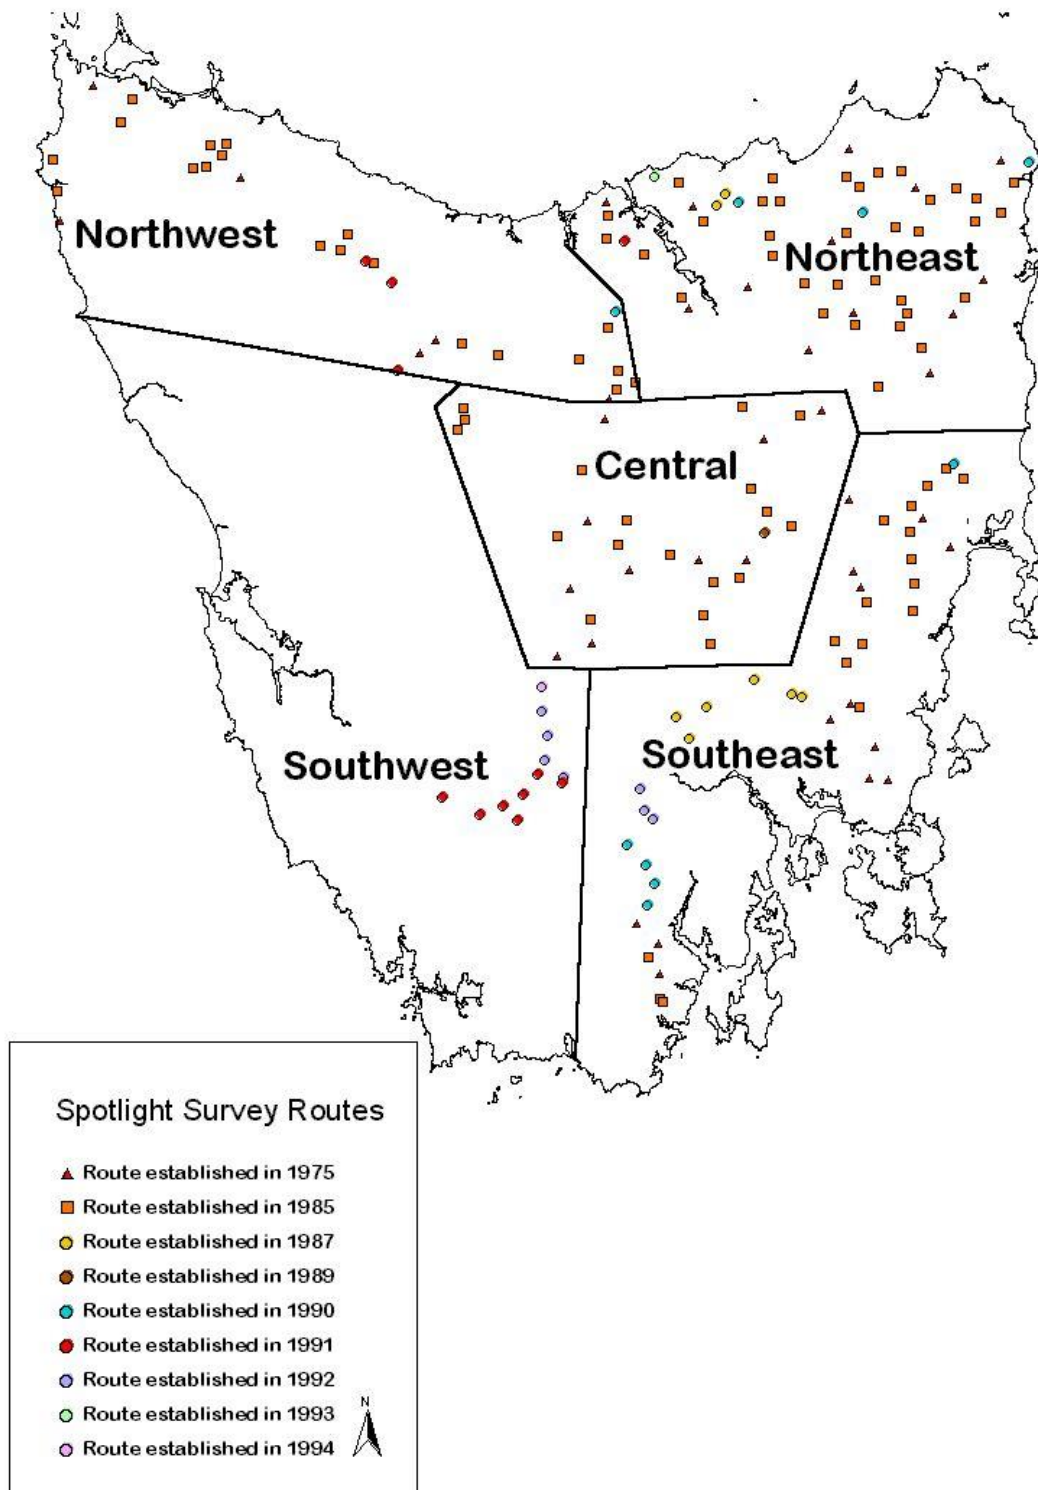 Northwest
Northeast
Central
Southwest
Southeast
Spotlight Survey Routes
Route established in 1975
Route established in 1985
Route established in 1987
Route established in 1989
Route established in 1990
Route established in 1991
Route established in 1992
Route established in 1993
Route established in 1994
N